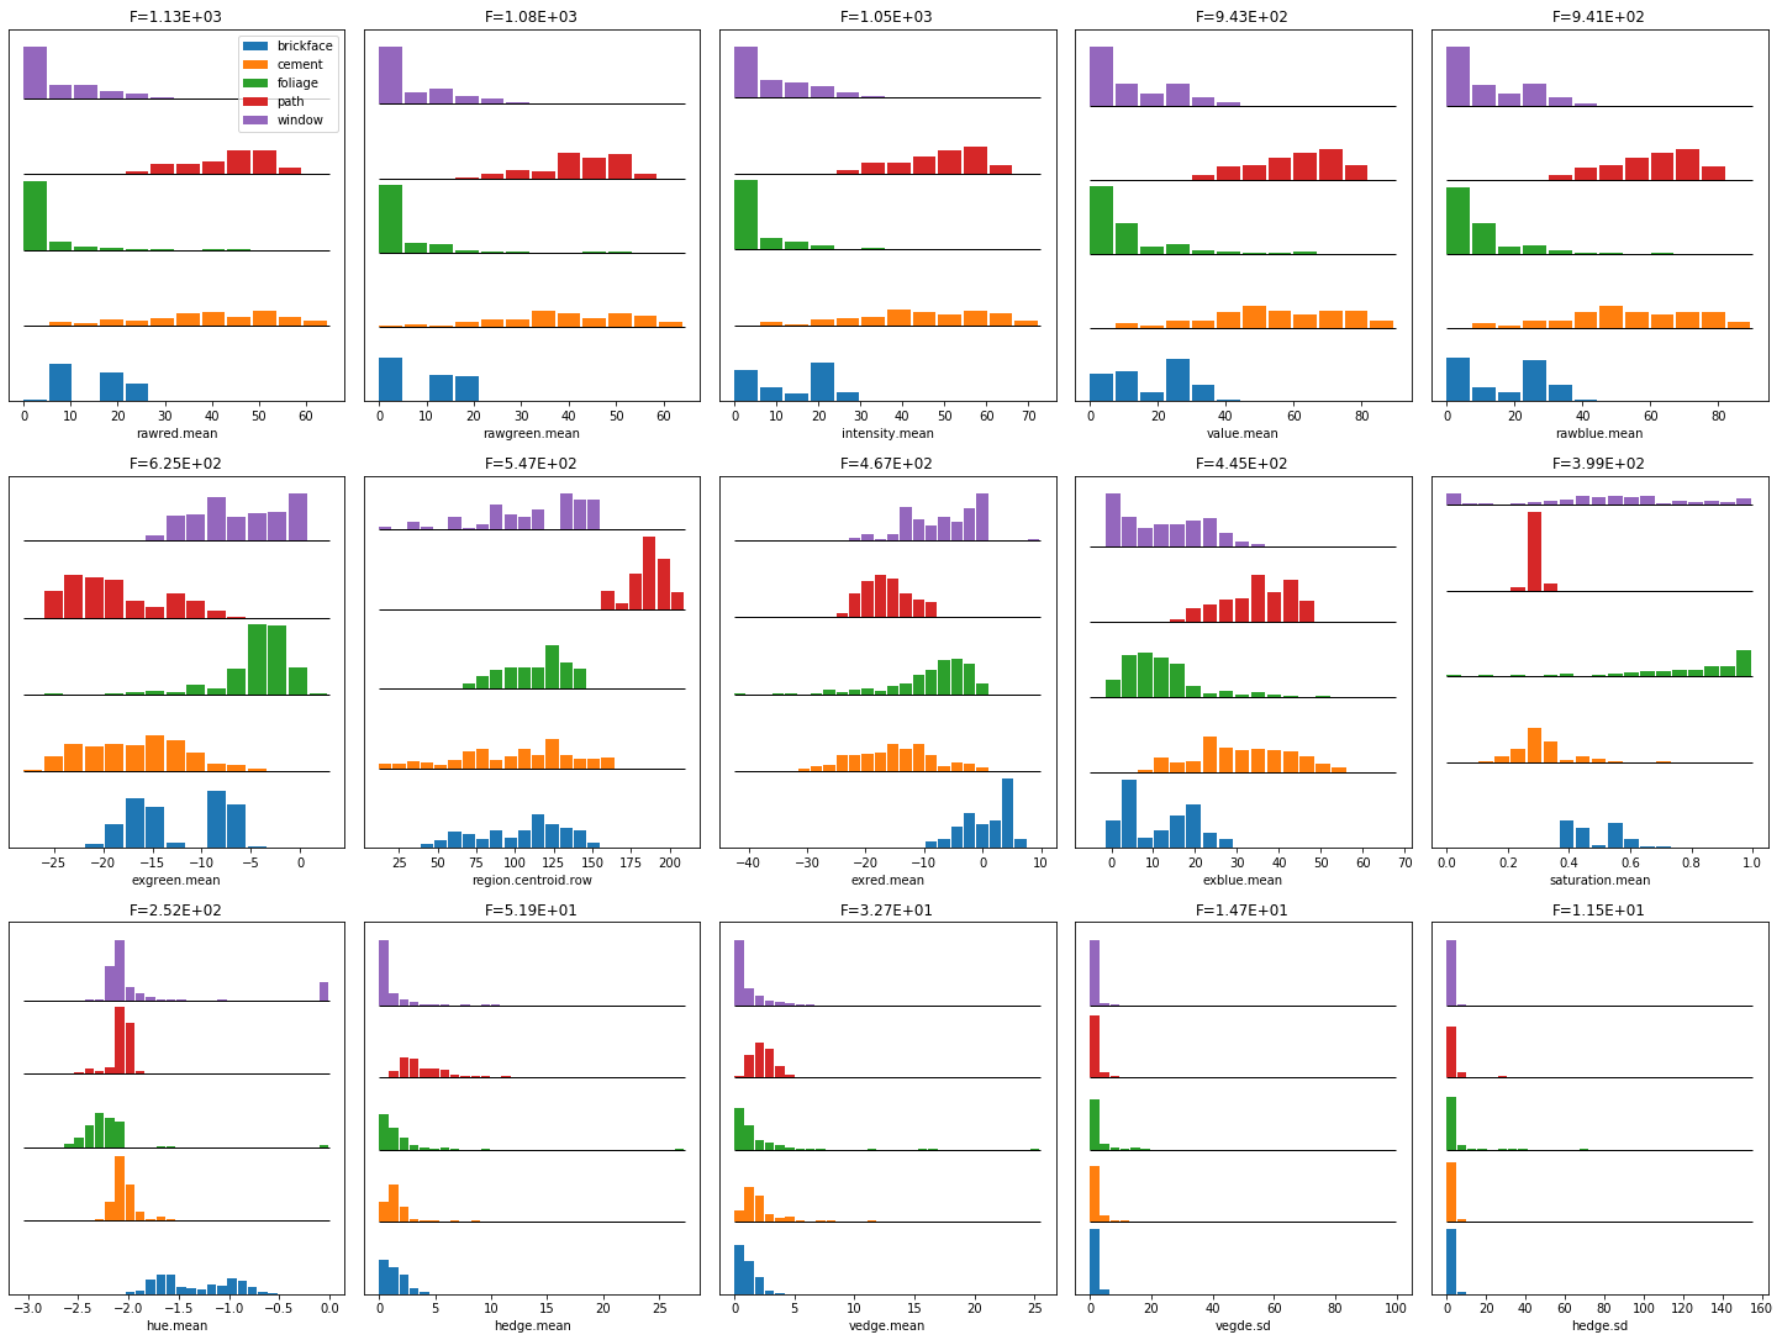 F=1.13E+03
F=1.08E+03
F=1.05E+03
F=9.43E+02
F=9.41E+02
brickface
cement
foliage
path
window
0 10 20 30 40 50 60
0 10 20 30 40 50 60
0 10 20 30 40 50 60 70
0 20 40 60 80
0 20 40 60 80
rawred.mean
rawgreen.mean
intensity.mean
value.mean
rawblue.mean
F=6.25E+02
F=5.47E+02
F=4.67E+02
F=4.45E+02
F=3.99E+02
−25 −20 −15 −10 −5 0
25 50 75 100 125 150 175 200
−40 −30 −20 −10 0 10
0 10 20 30 40 50 60 70
0.0 0.2 0.4 0.6 0.8 1.0
exgreen.mean
region.centroid.row
exred.mean
exblue.mean
saturation.mean
F=2.52E+02
F=5.19E+01
F=3.27E+01
F=1.47E+01
F=1.15E+01
−3.0 −2.5 −2.0 −1.5 −1.0 −0.5 0.0
0 5 10 15 20 25
0 5 10 15 20 25
0 20 40 60 80 100
0 20 40 60 80 100 120 140 160
hue.mean
hedge.mean
vedge.mean
vegde.sd
hedge.sd